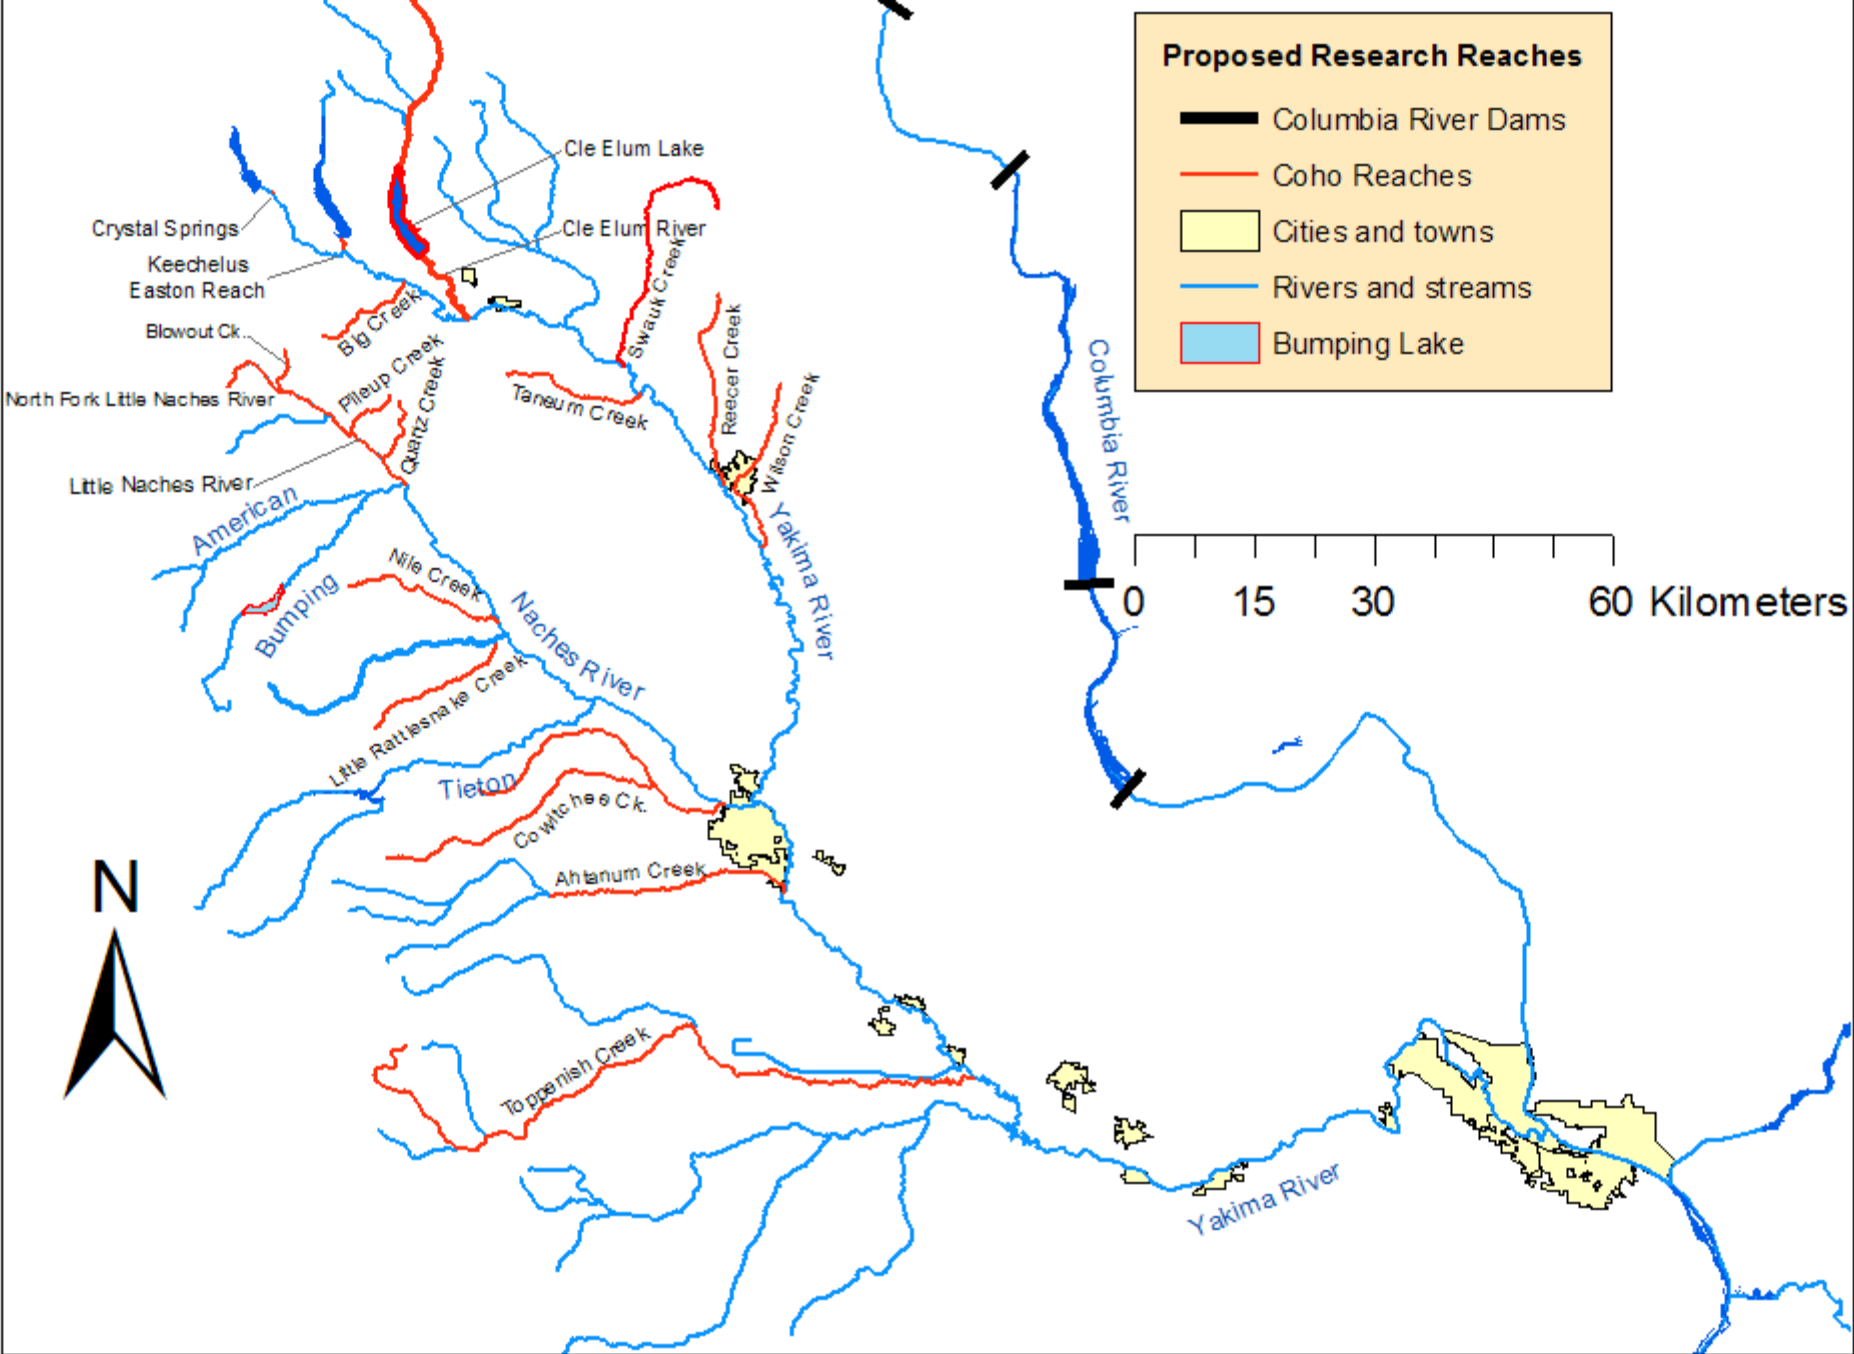 Proposed Research Reaches
Columbia River Dams
Coho Reaches
Cities and towns
Rivers and streams
Bumping Lake
Cle Elum Lake
Cle Elum River
Crystal Springs
Keechelus
Easton Reach
Big Creek
Blowout Ck.
Pileup Creek
North Fork Little Naches River
Quartz Creek
Little Naches River
Swauk Creek
Reecer Creek
Taneum Creek
Wilson Creek
Columbia River
American
Yakima River
0 15 30 60 Kilometers
Nile Creek
Bumping
Naches River
Little Rattlesnake Creek
Tieton
Cowitchee Ck.
Ahtanum Creek
N
Toppenish Creek
Yakima River